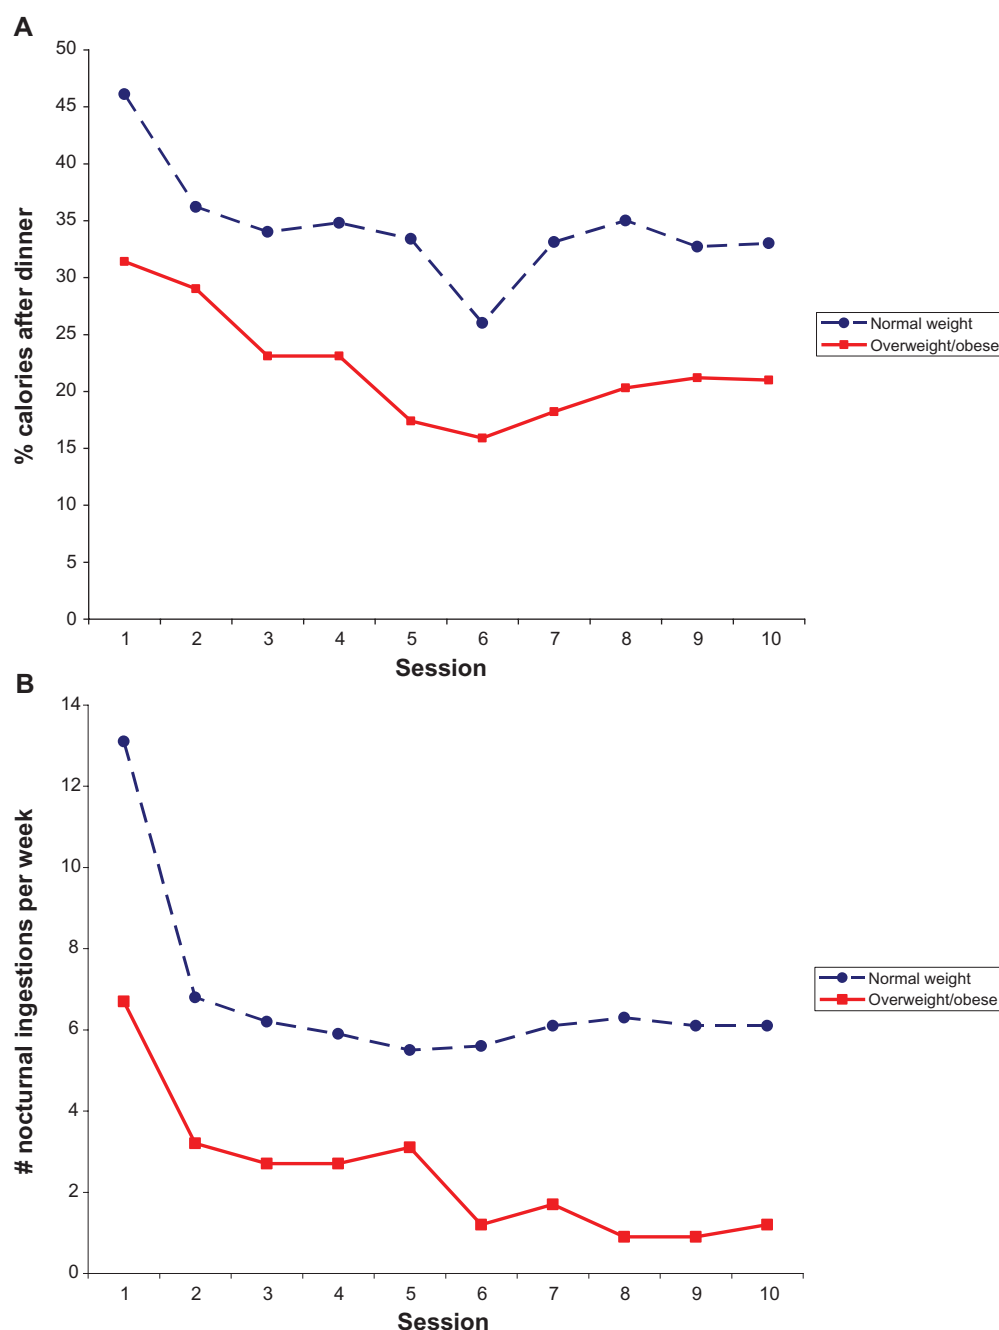 A
50
45
40
35
30
25
20
15
10
5
0
% calories after dinner
1 2 3 4 5 6 7 8 9 10
Session
Normal weight
Overweight/obese
B
14
12
10
8
6
4
2
0
# nocturnal ingestions per week
1 2 3 4 5 6 7 8 9 10
Session
Normal weight
Overweight/obese